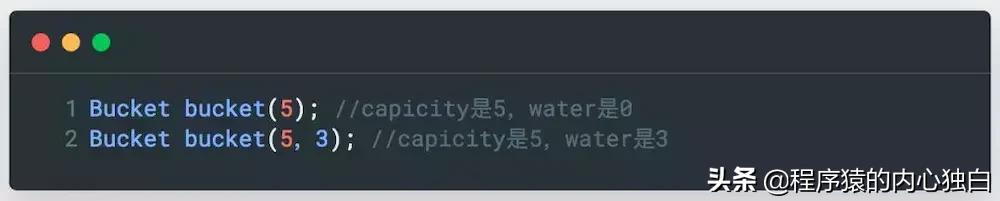 1 Bucket bucket(5); //capicity是5, water是0
2 Bucket bucket(5, 3); //capicity是5, water是3
头条 @程序猿的内心独白